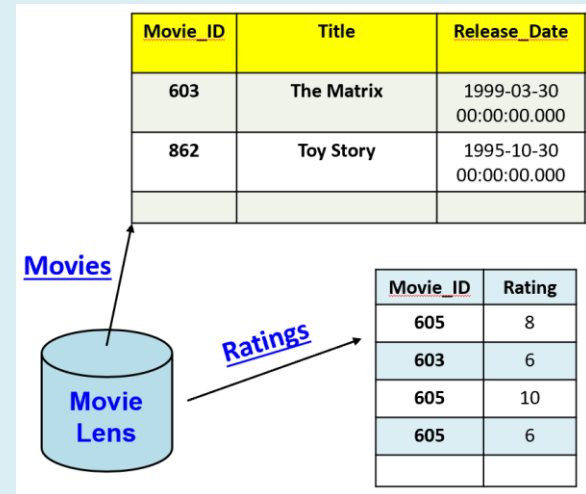 Movie_ID Title Release_Date
603 The Matrix 1999-03-30
00:00:00.000
862 Toy Story 1995-10-30
00:00:00.000
Movies
Ratings
Movie
Lens
Movie_ID Rating
605 8
603 6
605 10
605 6